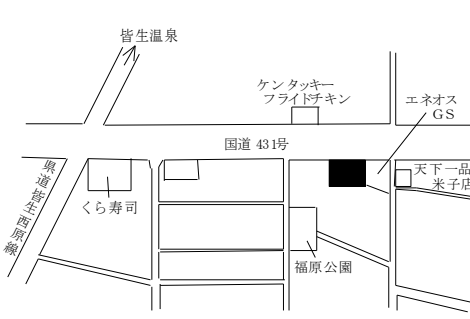 皆生温泉
ケンタッキー
フライドチキン
エネオス
GS
国道 431号
天下一品
米子店
県道皆生西原線
くら寿司
福原公園